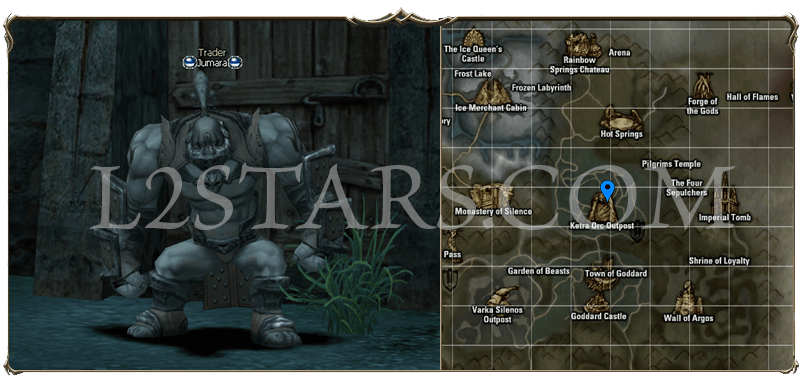 Trader
Jumara
L2STARS.COM
The Ice Queen's
Castle
Rainbow
Springs Chateau
Arena
Frost Lake
Frozen Labyrinth
Ice Merchant Cabin
Forge of
the Gods
Hall of Flames
ry
Hot Springs
Pilgrims Temple
The Four
Sepulchers
Monastery of Silence
Imperial Tomb
Ketra Orc Outpost
Pass
Shrine of Loyalty
Garden of Beasts
Town of Goddard
Varka Silenos
Outpost
Goddard Castle
Wall of Argos